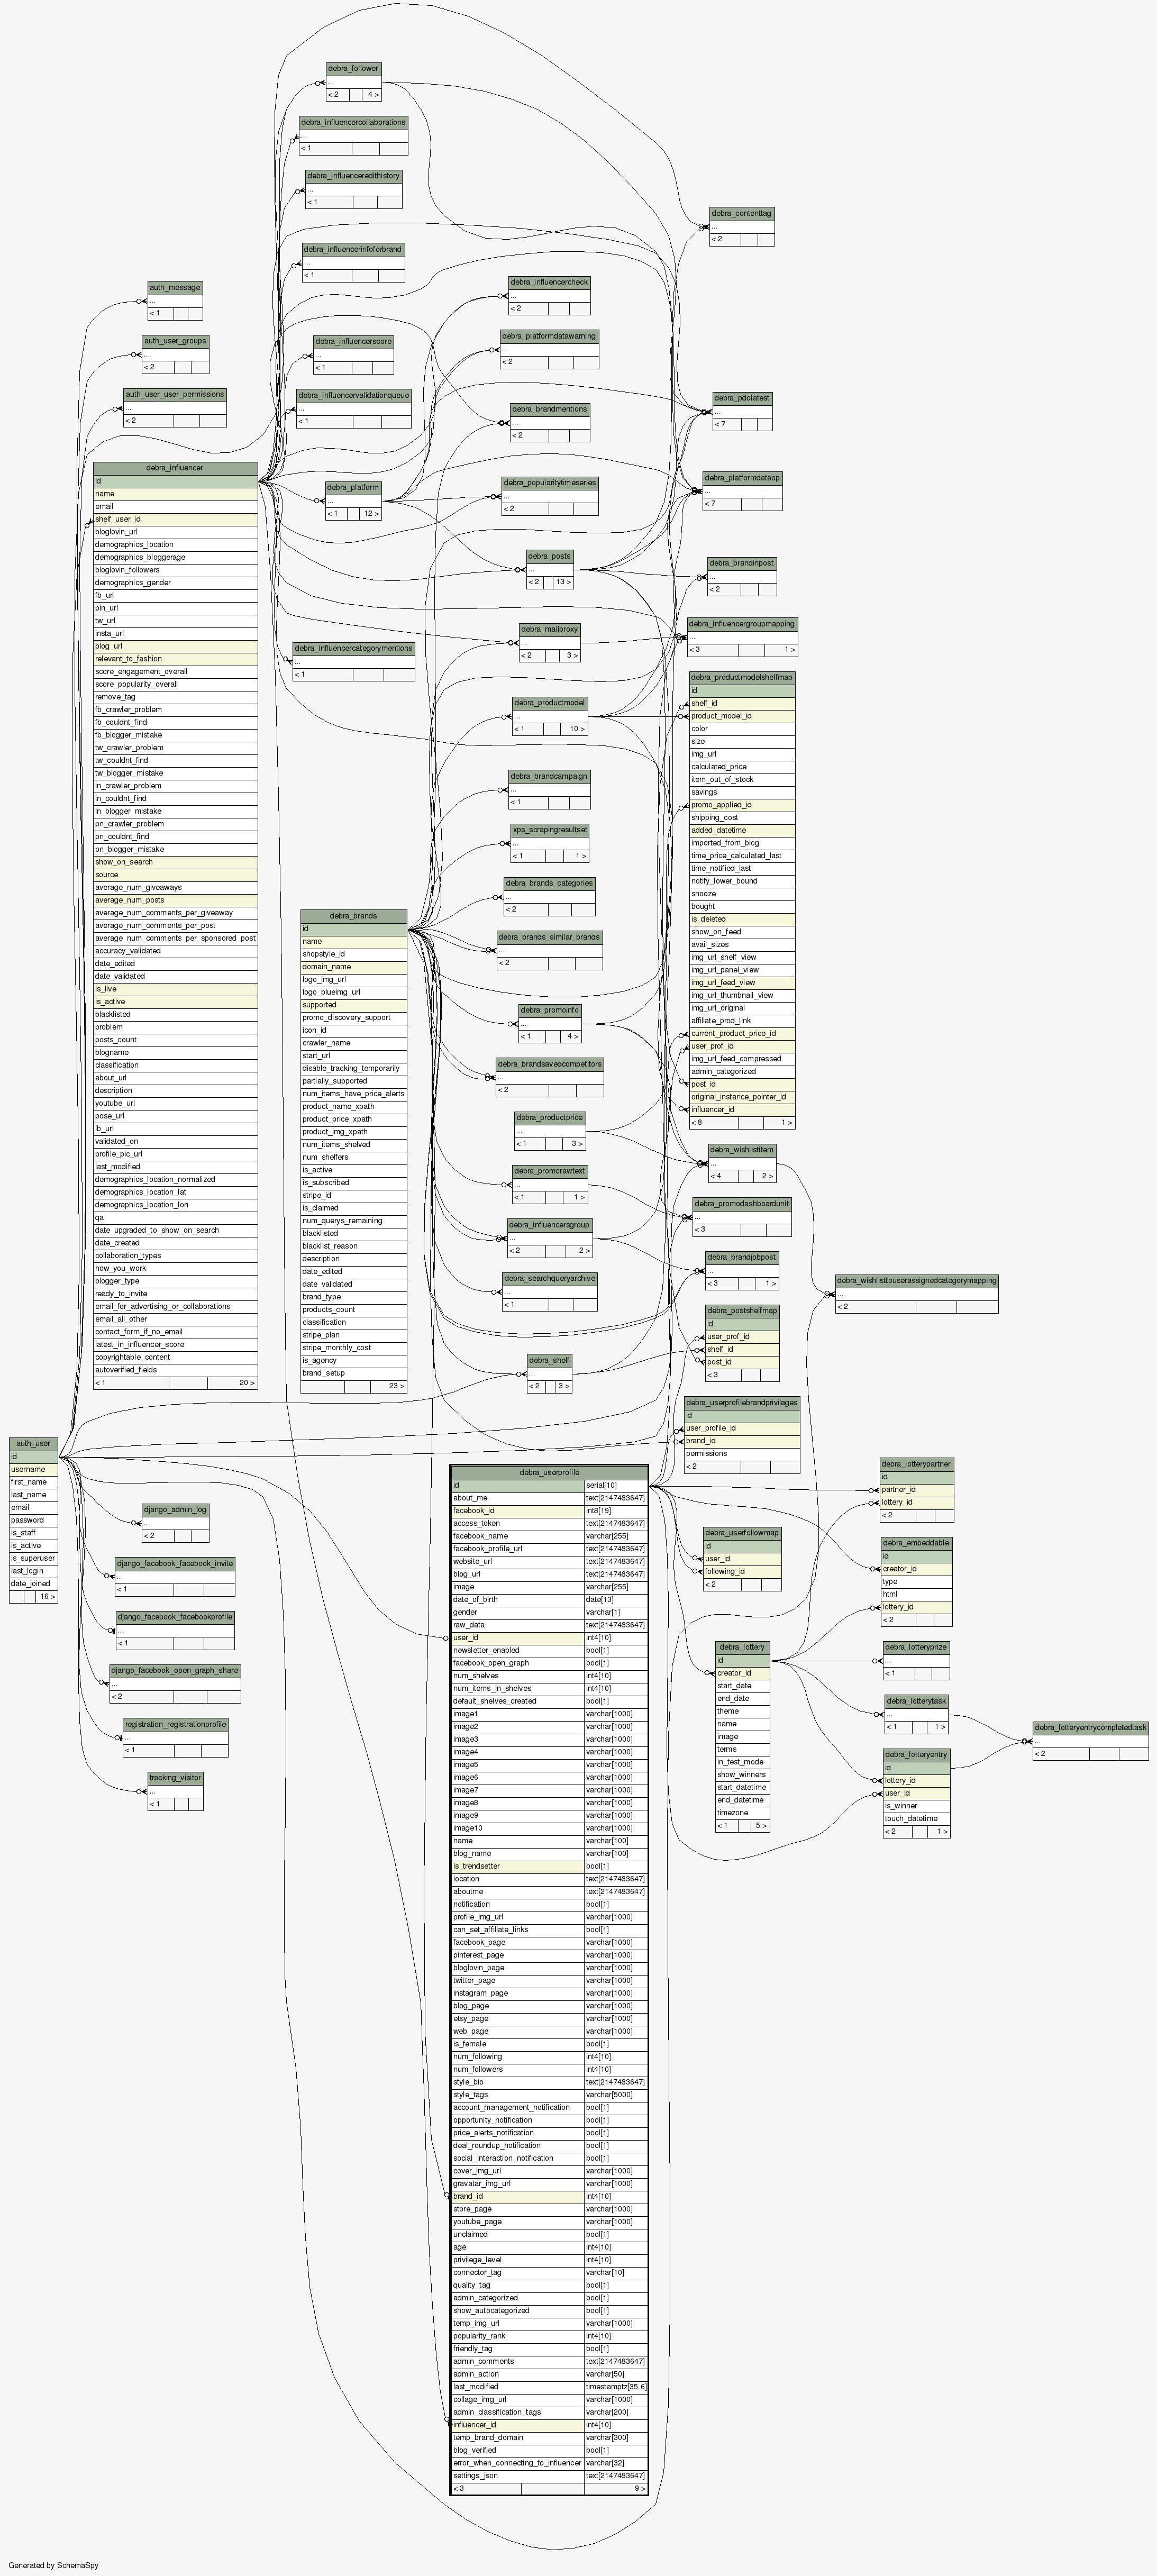 debra_follower
...
< 2 4 >
debra_influencercollaborations
...
< 1
debra_influenceredithistory
...
< 1
debra_contenttag
...
< 2
debra_influencerinfoforbrand
...
< 1
debra_influencercheck
...
< 2
auth_message
...
< 1
debra_platformdatawarning
...
< 2
auth_user_groups
...
< 2
debra_influencerscore
...
< 1
auth_user_user_permissions
...
< 2
debra_influencervalidationqueue
...
< 1
debra_brandmentions
...
< 2
debra_pdolatest
...
< 7
debra_influencer
id
name
email
shelf_user_id
bloglovin_url
demographics_location
demographics_bloggerage
bloglovin_followers
demographics_gender
fb_url
pin_url
tw_url
insta_url
blog_url
relevant_to_fashion
score_engagement_overall
score_popularity_overall
remove_tag
fb_crawler_problem
fb_couldnt_find
fb_blogger_mistake
tw_crawler_problem
tw_couldnt_find
tw_blogger_mistake
in_crawler_problem
in_couldnt_find
in_blogger_mistake
pn_crawler_problem
pn_couldnt_find
pn_blogger_mistake
show_on_search
source
average_num_giveaways
average_num_posts
average_num_comments_per_giveaway
average_num_comments_per_post
average_num_comments_per_sponsored_post
accuracy_validated
date_edited
date_validated
is_live
is_active
blacklisted
problem
posts_count
blogname
classification
about_url
description
youtube_url
pose_url
lb_url
validated_on
profile_pic_url
last_modified
demographics_location_normalized
demographics_location_lat
demographics_location_lon
qa
date_upgraded_to_show_on_search
date_created
collaboration_types
how_you_work
blogger_type
ready_to_invite
email_for_advertising_or_collaborations
email_all_other
contact_form_if_no_email
latest_in_influencer_score
copyrightable_content
autoverified_fields
< 1 20 >
debra_platform
...
< 1 12 >
debra_popularitytimeseries
...
< 2
debra_platformdataop
...
< 7
debra_posts
...
< 2 13 >
debra_brandinpost
...
< 2
debra_mailproxy
...
< 2 3 >
debra_influencergroupmapping
...
< 3 1 >
debra_influencercategorymentions
...
< 1
debra_productmodel
...
< 1 10 >
debra_productmodelshelfmap
id
shelf_id
product_model_id
color
size
img_url
calculated_price
item_out_of_stock
savings
promo_applied_id
shipping_cost
added_datetime
imported_from_blog
time_price_calculated_last
time_notified_last
notify_lower_bound
snooze
bought
is_deleted
show_on_feed
avail_sizes
img_url_shelf_view
img_url_panel_view
img_url_feed_view
img_url_thumbnail_view
img_url_original
affiliate_prod_link
current_product_price_id
user_prof_id
img_url_feed_compressed
admin_categorized
post_id
original_instance_pointer_id
influencer_id
< 8 1 >
debra_brandcampaign
...
< 1
xps_scrapingresultset
...
< 1 1 >
debra_brands_categories
...
< 2
debra_brands_similar_brands
...
< 2
debra_brands
id
name
shopstyle_id
domain_name
logo_img_url
logo_blueimg_url
supported
promo_discovery_support
icon_id
crawler_name
start_url
disable_tracking_temporarily
partially_supported
num_items_have_price_alerts
product_name_xpath
product_price_xpath
product_img_xpath
num_items_shelved
num_shelfers
is_active
is_subscribed
stripe_id
is_claimed
num_querys_remaining
blacklisted
blacklist_reason
description
date_edited
date_validated
brand_type
products_count
classification
stripe_plan
stripe_monthly_cost
is_agency
brand_setup
23 >
debra_promoinfo
...
< 1 4 >
debra_brandsavedcompetitors
...
< 2
debra_productprice
...
< 1 3 >
debra_promorawtext
...
< 1 1 >
debra_influencersgroup
...
< 2 2 >
debra_searchqueryarchive
...
< 1
debra_shelf
...
< 2 3 >
debra_wishlistitem
...
< 4 2 >
debra_promodashboardunit
...
< 3
debra_brandjobpost
...
< 3 1 >
debra_wishlisttouserassignedcategorymapping
...
< 2
debra_postshelfmap
id
user_prof_id
shelf_id
post_id
< 3
debra_userprofilebrandprivilages
id
user_profile_id
brand_id
permissions
< 2
auth_user
id
username
first_name
last_name
email
password
is_staff
is_active
is_superuser
last_login
date_joined
16 >
django_admin_log
...
< 2
django_facebook_facebook_invite
...
< 1
django_facebook_facebookprofile
...
< 1
django_facebook_open_graph_share
...
< 2
registration_registrationprofile
...
< 1
tracking_visitor
...
< 1
debra_userprofile
id serial[10]
about_me text[2147483647]
facebook_id int8[19]
access_token text[2147483647]
facebook_name varchar[255]
facebook_profile_url text[2147483647]
website_url text[2147483647]
blog_url text[2147483647]
image varchar[255]
date_of_birth date[13]
gender varchar[1]
raw_data text[2147483647]
user_id int4[10]
newsletter_enabled bool[1]
facebook_open_graph bool[1]
num_shelves int4[10]
num_items_in_shelves int4[10]
default_shelves_created bool[1]
image1 varchar[1000]
image2 varchar[1000]
image3 varchar[1000]
image4 varchar[1000]
image5 varchar[1000]
image6 varchar[1000]
image7 varchar[1000]
image8 varchar[1000]
image9 varchar[1000]
image10 varchar[1000]
name varchar[100]
blog_name varchar[100]
is_trendsetter bool[1]
location text[2147483647]
aboutme text[2147483647]
notification bool[1]
profile_img_url varchar[1000]
can_set_affiliate_links bool[1]
facebook_page varchar[1000]
pinterest_page varchar[1000]
bloglovin_page varchar[1000]
twitter_page varchar[1000]
instagram_page varchar[1000]
blog_page varchar[1000]
etsy_page varchar[1000]
web_page varchar[1000]
is_female bool[1]
num_following int4[10]
num_followers int4[10]
style_bio text[2147483647]
style_tags varchar[5000]
account_management_notification bool[1]
opportunity_notification bool[1]
price_alerts_notification bool[1]
deal_roundup_notification bool[1]
social_interaction_notification bool[1]
cover_img_url varchar[1000]
gravatar_img_url varchar[1000]
brand_id int4[10]
store_page varchar[1000]
youtube_page varchar[1000]
unclaimed bool[1]
age int4[10]
privilege_level int4[10]
connector_tag varchar[10]
quality_tag bool[1]
admin_categorized bool[1]
show_autocategorized bool[1]
temp_img_url varchar[1000]
popularity_rank int4[10]
friendly_tag bool[1]
admin_comments text[2147483647]
admin_action varchar[50]
last_modified timestamptz[35,6]
collage_img_url varchar[1000]
admin_classification_tags varchar[200]
influencer_id int4[10]
temp_brand_domain varchar[300]
blog_verified bool[1]
error_when_connecting_to_influencer varchar[32]
settings_json text[2147483647]
< 3 9 >
debra_userfollowmap
id
user_id
following_id
< 2
debra_lottery
id
creator_id
start_date
end_date
theme
name
image
terms
in_test_mode
show_winners
start_datetime
end_datetime
timezone
< 1 5 >
debra_lotterypartner
id
partner_id
lottery_id
< 2
debra_embeddable
id
creator_id
type
html
lottery_id
< 2
debra_lotteryprize
...
< 1
debra_lotterytask
...
< 1 1 >
debra_lotteryentry
id
lottery_id
user_id
is_winner
touch_datetime
< 2 1 >
debra_lotteryentrycompletedtask
...
< 2
Generated by SchemaSpy